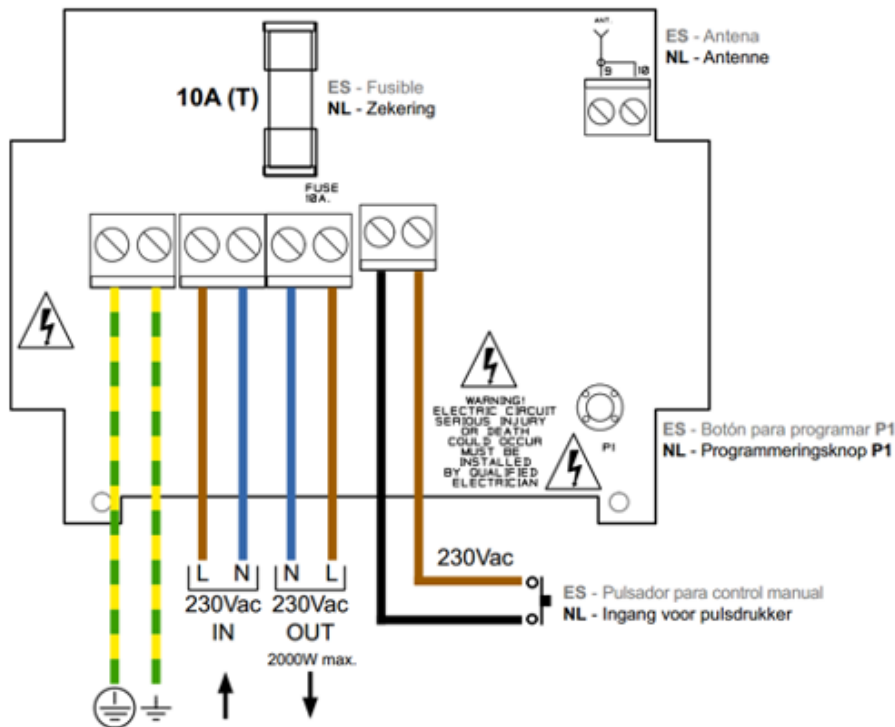 ANT.
9 10
ES - Antena
NL - Antenne
10A (T)
ES - Fusible
NL - Zekering
FUSE
10A.
WARNING!
ELECTRIC CIRCUIT
SERIOUS INJURY
OR DEATH
COULD OCCUR
MUST BE
INSTALLED
BY QUALIFIED
ELECTRICIAN
P1
ES - Botón para programar P1
NL - Programmeringsknop P1
L N N L
230Vac 230Vac
IN OUT
2000W max.
230Vac
ES - Pulsador para control manual
NL - Ingang voor pulsdrukker